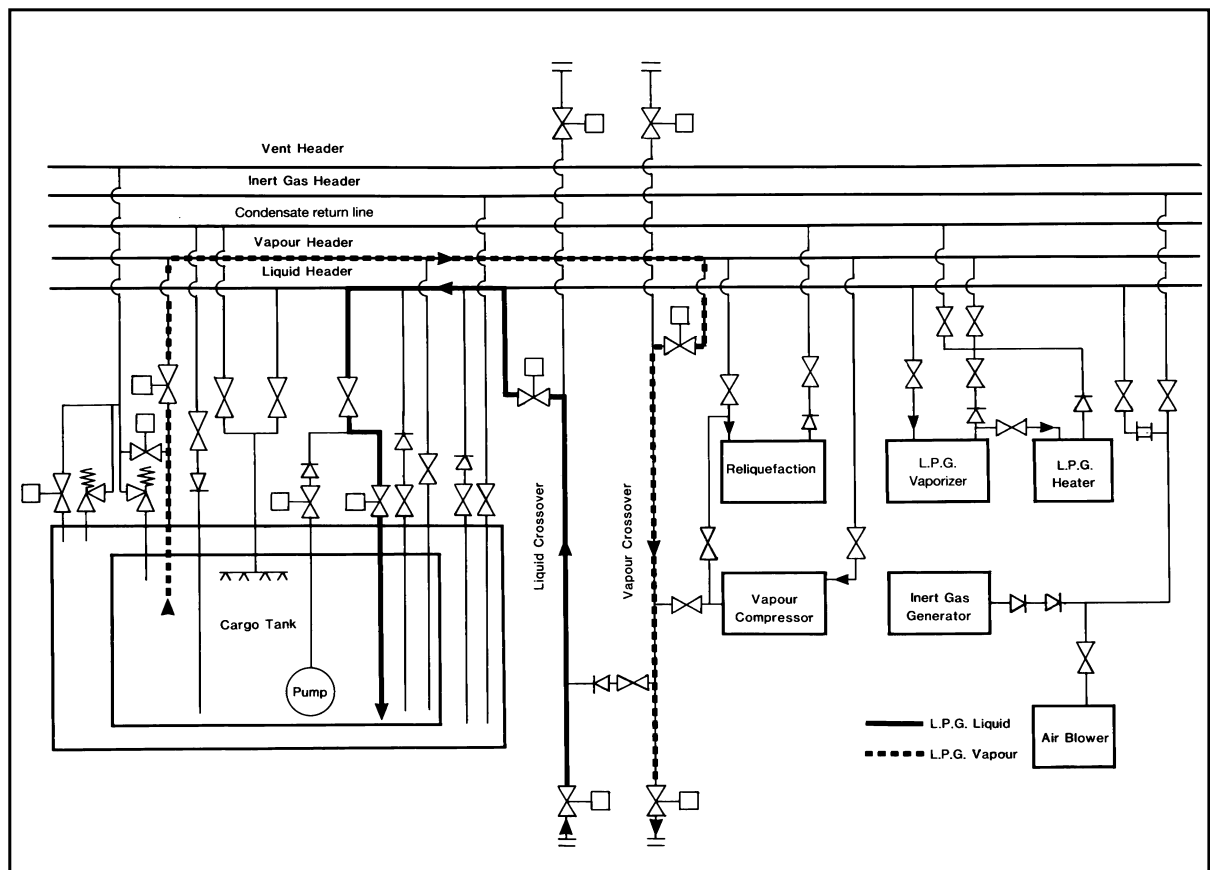 Vent Header
Inert Gas Header
Condensate return line
Vapour Header
Liquid Header
Liquid Crossover
Vapour Crossover
Reliquefaction
L.P.G.
Vaporizer
L.P.G.
Heater
Vapour
Compressor
Inert Gas
Generator
Cargo Tank
Pump
Air Blower
L.P.G. Liquid
L.P.G. Vapour